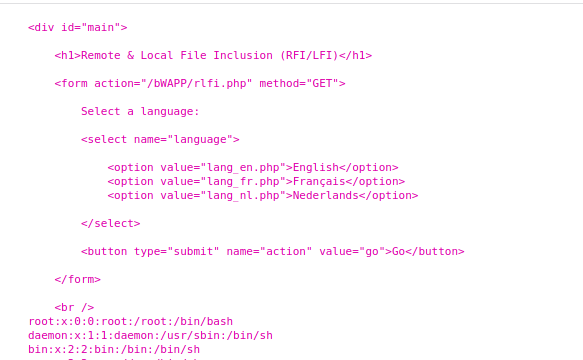 <div id="main">
<h1>Remote & Local File Inclusion (RFI/LFI)</h1>
<form action="/bWAPP/rlfi.php" method="GET">
Select a language:
<select name="language">
<option value="lang_en.php">English</option>
<option value="lang_fr.php">Français</option>
<option value="lang_nl.php">Nederlands</option>
</select>
<button type="submit" name="action" value="go">Go</button>
</form>
<br />
root:x:0:0:root:/root:/bin/bash
daemon:x:1:1:daemon:/usr/sbin:/bin/sh
bin:x:2:2:bin:/bin:/bin/sh